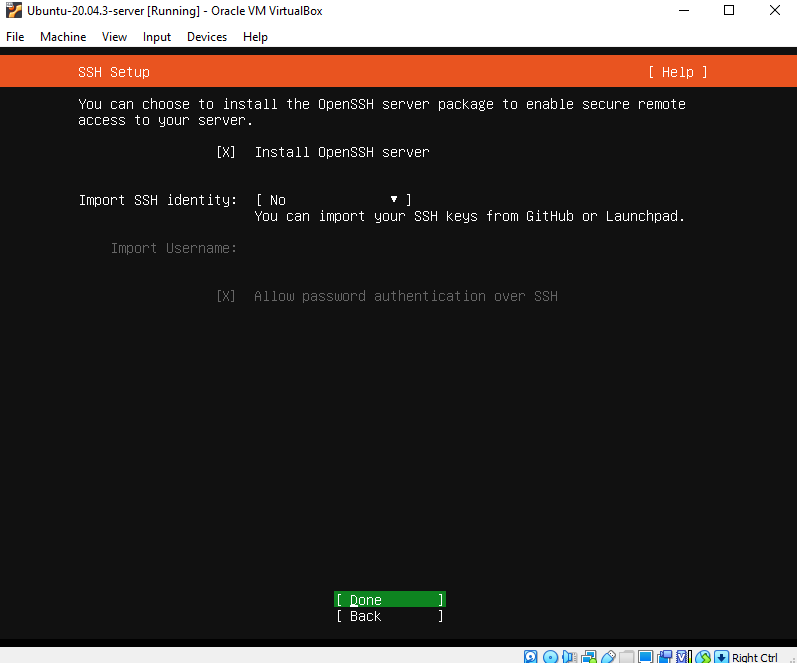 Ubuntu-20.04.3-server [Running] - Oracle VM VirtualBox
File Machine View Input Devices Help
SSH Setup [ Help ]
You can choose to install the OpenSSH server package to enable secure remote
access to your server.
[X] Install OpenSSH server
Import SSH identity: [ No ▾ ]
You can import your SSH keys from GitHub or Launchpad.
Import Username:
[X] Allow password authentication over SSH
[ Done ]
[ Back ]
Right Ctrl